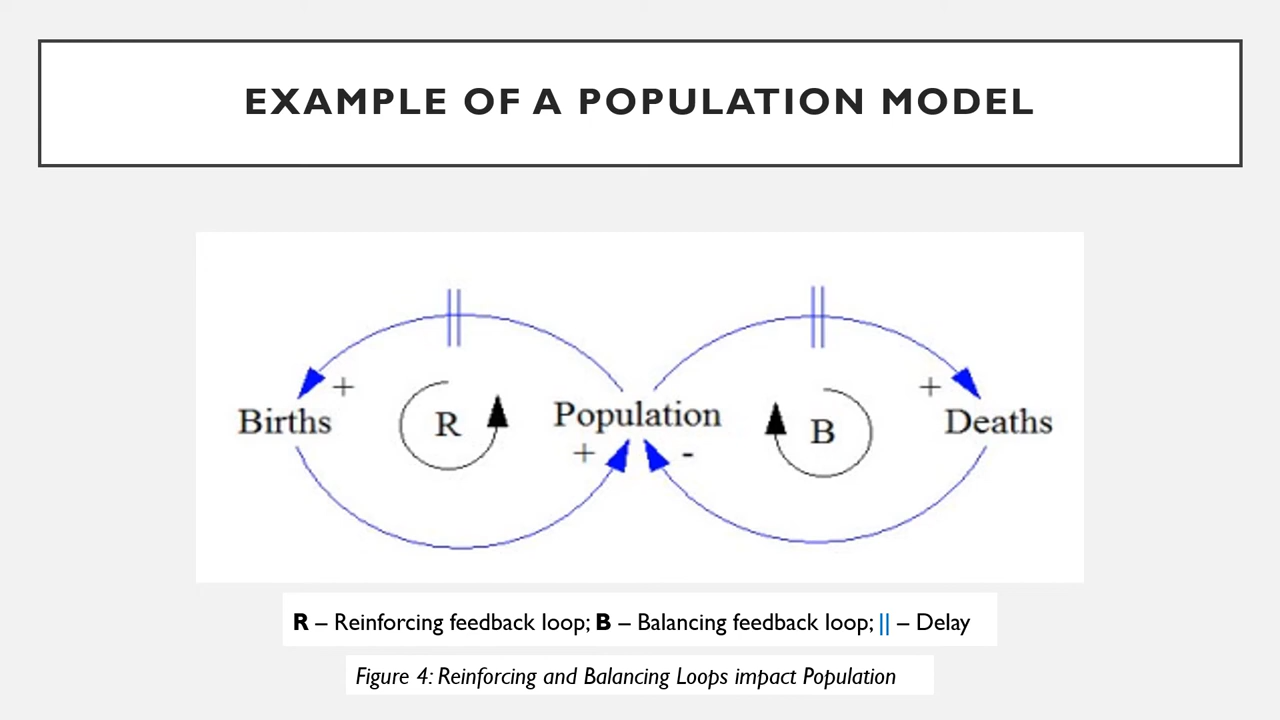 EXAMPLE OF A POPULATION MODEL
+ +
Births R Population B Deaths
+ -
R – Reinforcing feedback loop; B – Balancing feedback loop; || – Delay
Figure 4: Reinforcing and Balancing Loops impact Population